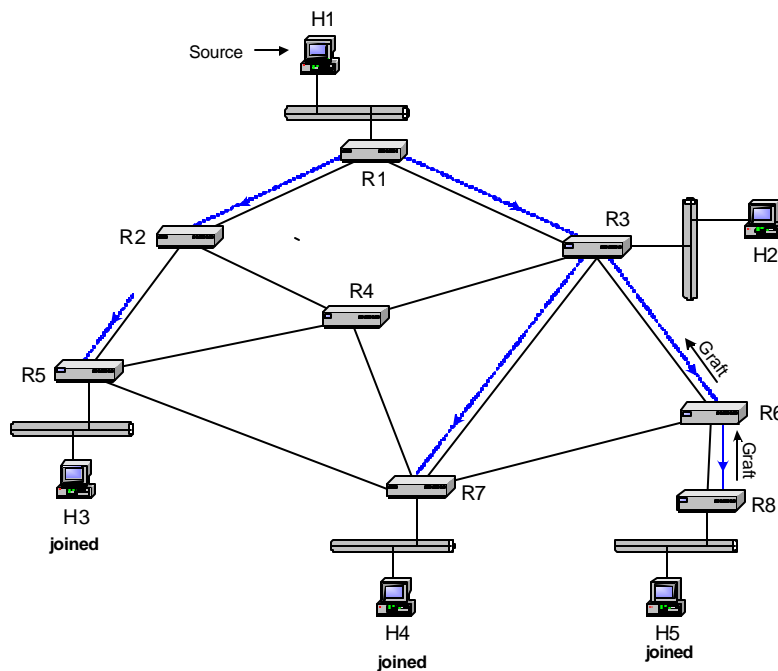 H1
Source
R1
R2
R3
H2
R4
Graft
R5
R6
Graft
R7
R8
H3
joined
H4
joined
H5
joined